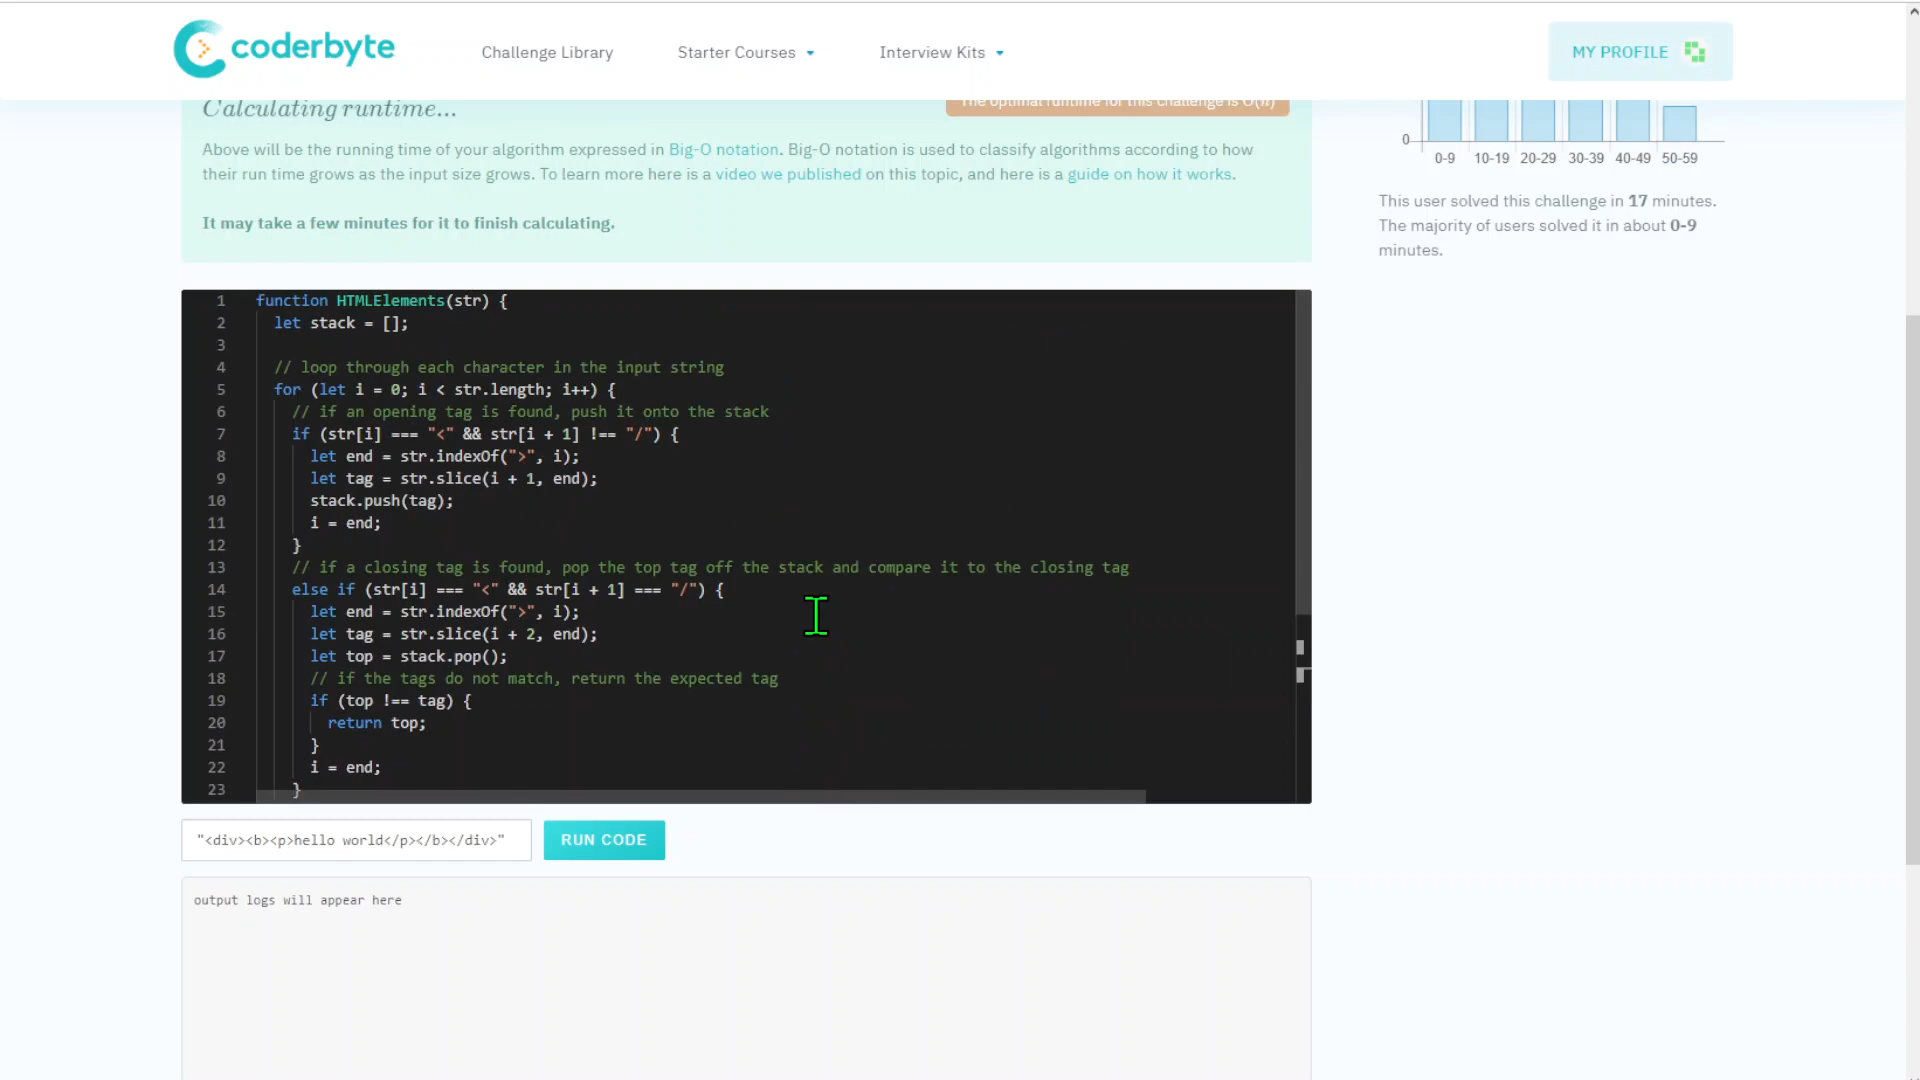 coderbyte
Challenge Library
Starter Courses
Interview Kits
MY PROFILE
Calculating runtime...
The optimal runtime for this challenge is O(n)
Above will be the running time of your algorithm expressed in Big-O notation. Big-O notation is used to classify algorithms according to how
their run time grows as the input size grows. To learn more here is a video we published on this topic, and here is a guide on how it works.
It may take a few minutes for it to finish calculating.
0
0-9 10-19 20-29 30-39 40-49 50-59
This user solved this challenge in 17 minutes.
The majority of users solved it in about 0-9
minutes.
1 function HTMLElements(str) {
2 let stack = [];
3
4 // loop through each character in the input string
5 for (let i = 0; i < str.length; i++) {
6 // if an opening tag is found, push it onto the stack
7 if (str[i] === "<" && str[i + 1] !== "/") {
8 let end = str.indexOf(">", i);
9 let tag = str.slice(i + 1, end);
10 stack.push(tag);
11 i = end;
12 }
13 // if a closing tag is found, pop the top tag off the stack and compare it to the closing tag
14 else if (str[i] === "<" && str[i + 1] === "/") {
15 let end = str.indexOf(">", i);
16 let tag = str.slice(i + 2, end);
17 let top = stack.pop();
18 // if the tags do not match, return the expected tag
19 if (top !== tag) {
20 return top;
21 }
22 i = end;
23 }
"<div><b><p>hello world</p></b></div>"
RUN CODE
output logs will appear here